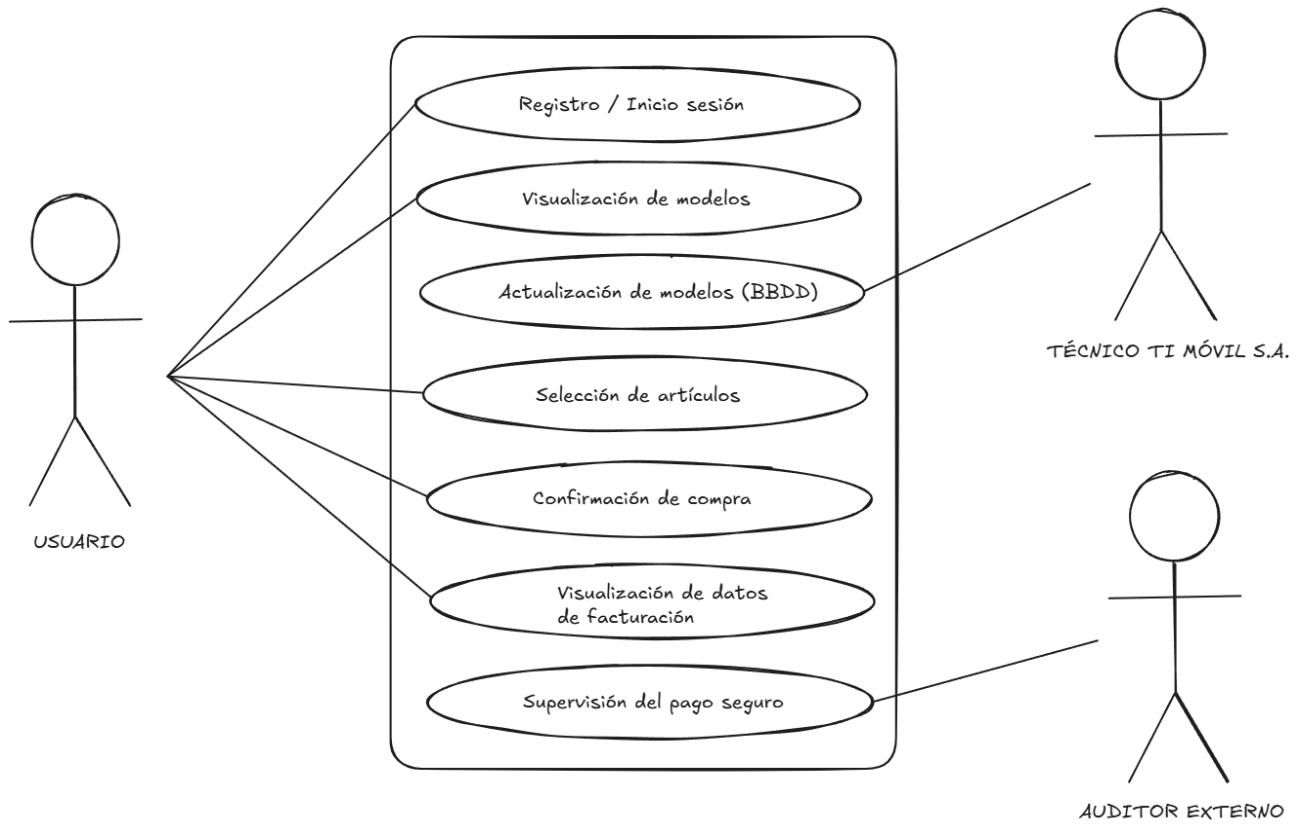 Registro / Inicio sesión
Visualización de modelos
Actualización de modelos (BBDD)
TÉCNICO TI MÓVIL S.A.
Selección de artículos
Confirmación de compra
USUARIO
Visualización de datos
de facturación
Supervisión del pago seguro
AUDITOR EXTERNO